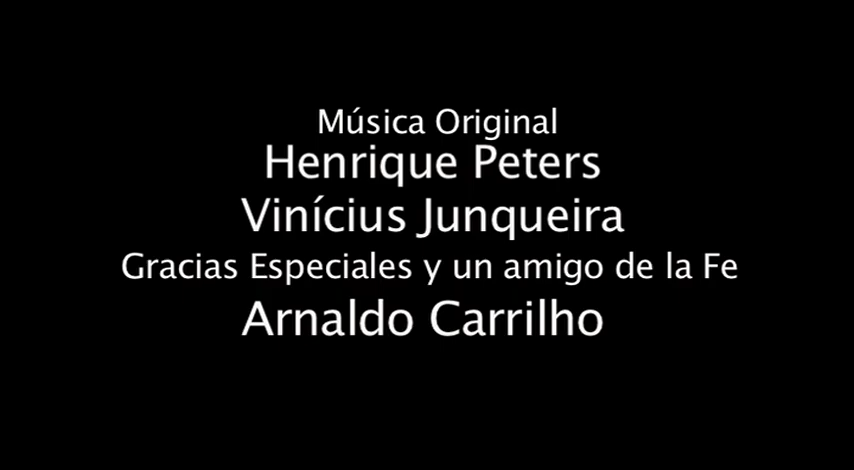 Música Original
Henrique Peters
Vinícius Junqueira
Gracias Especiales y un amigo de la Fe
Arnaldo Carrilho